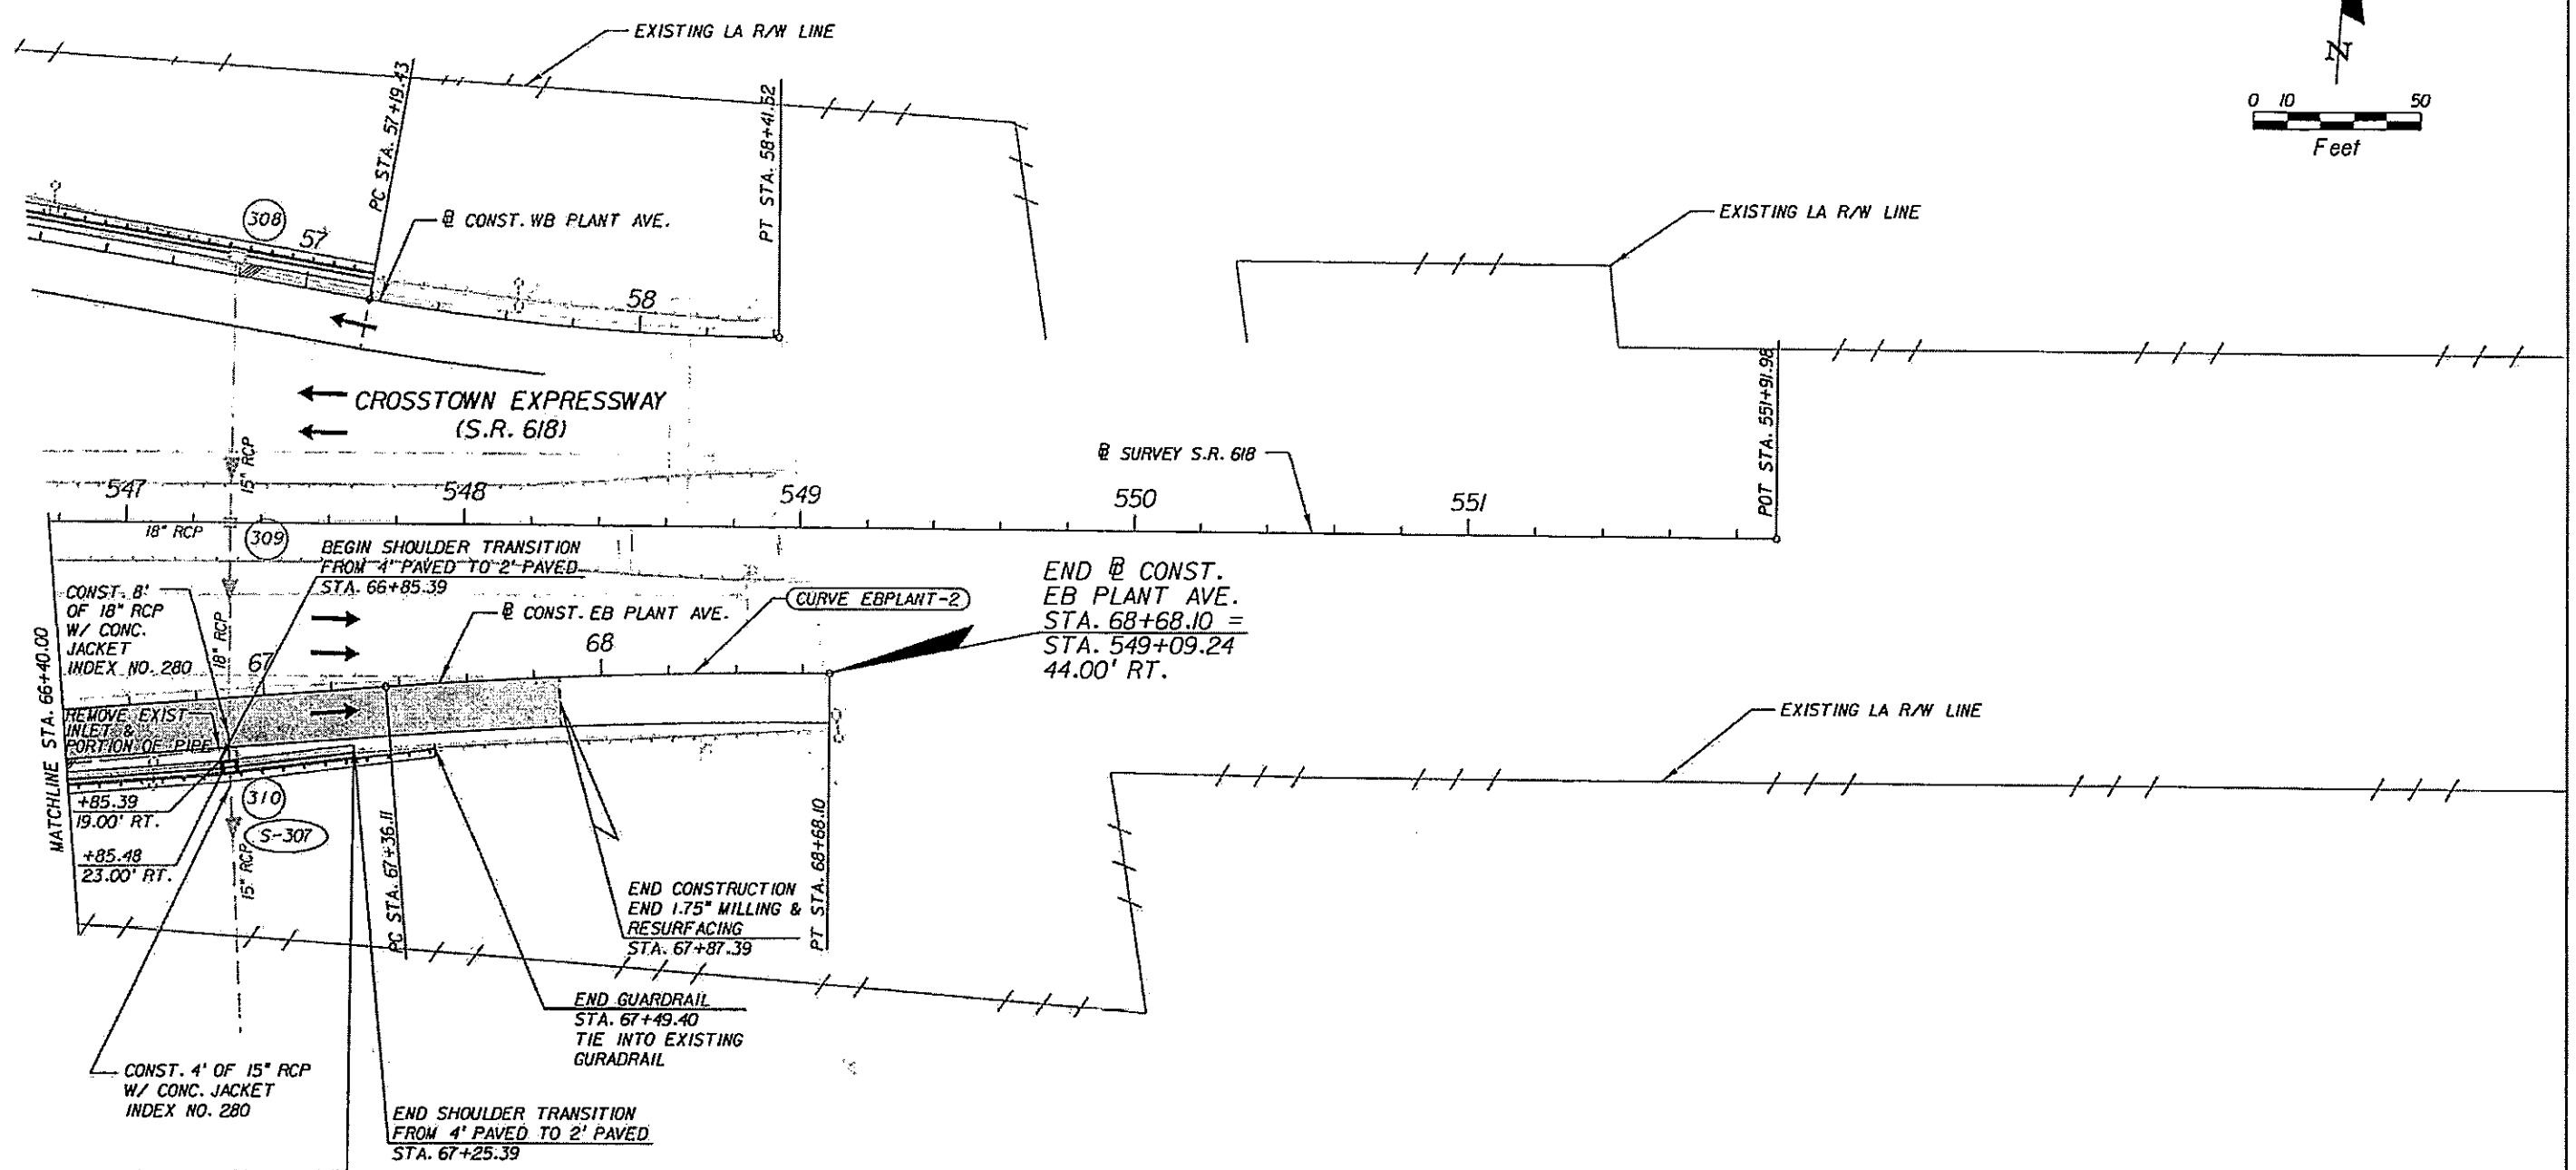 EXISTING LA R/W LINE
N
0 10 50
Feet
PC STA. 57+19.43
PT STA. 58+41.52
308
57
℄ CONST. WB PLANT AVE.
58
EXISTING LA R/W LINE
CROSSTOWN EXPRESSWAY
(S.R. 618)
15" RCP
℄ SURVEY S.R. 618
POT STA. 551+91.98
547
548
549
550
551
18" RCP
309
BEGIN SHOULDER TRANSITION
FROM 4' PAVED TO 2' PAVED
STA. 66+85.39
CONST. 8'
OF 18" RCP
W/ CONC.
JACKET
INDEX NO. 280
18" RCP
℄ CONST. EB PLANT AVE.
CURVE EBPLANT-2
END ℄ CONST.
EB PLANT AVE.
STA. 68+68.10 =
STA. 549+09.24
44.00' RT.
MATCHLINE STA. 66+40.00
67
68
REMOVE EXIST
INLET &
PORTION OF PIPE
EXISTING LA R/W LINE
+85.39
19.00' RT.
310
S-307
+85.48
23.00' RT.
15" RCP
PC STA. 67+36.11
PT STA. 68+68.10
END CONSTRUCTION
END 1.75" MILLING &
RESURFACING
STA. 67+87.39
END GUARDRAIL
STA. 67+49.40
TIE INTO EXISTING
GURADRAIL
CONST. 4' OF 15" RCP
W/ CONC. JACKET
INDEX NO. 280
END SHOULDER TRANSITION
FROM 4' PAVED TO 2' PAVED
STA. 67+25.39